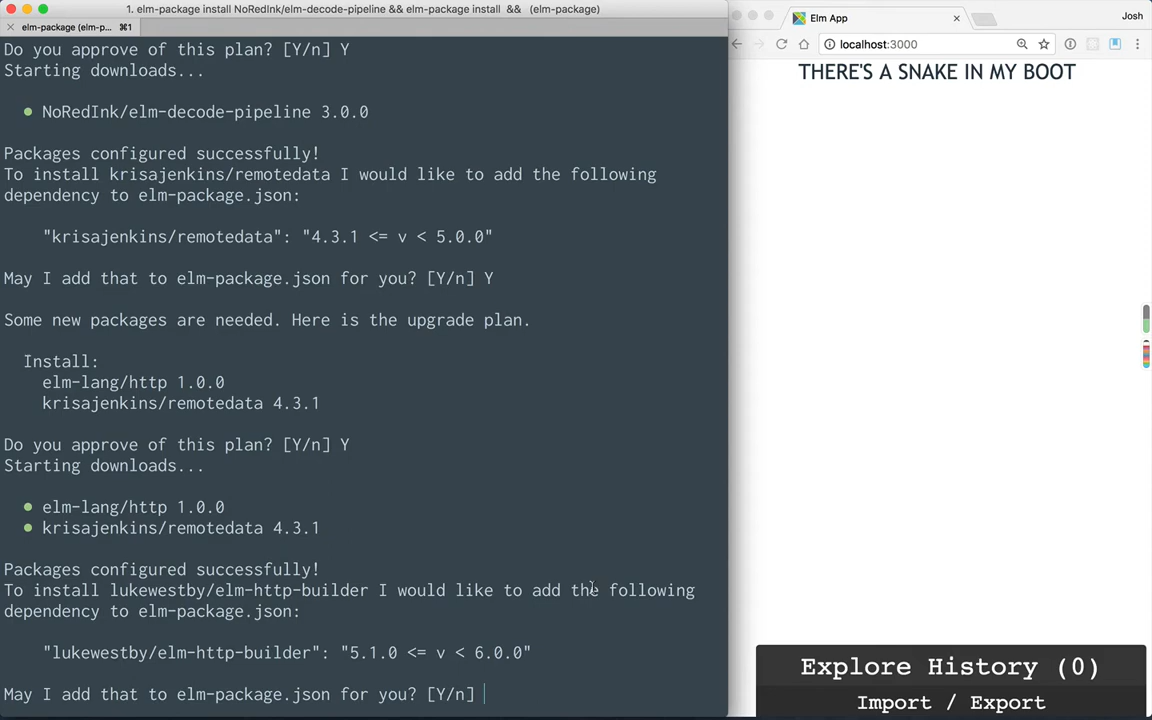 1. elm-package install NoRedInk/elm-decode-pipeline && elm-package install && (elm-package)
elm-package (elm-p... ⌘1
Do you approve of this plan? [Y/n] Y
Starting downloads...
● NoRedInk/elm-decode-pipeline 3.0.0
Packages configured successfully!
To install krisajenkins/remotedata I would like to add the following
dependency to elm-package.json:
"krisajenkins/remotedata": "4.3.1 <= v < 5.0.0"
May I add that to elm-package.json for you? [Y/n] Y
Some new packages are needed. Here is the upgrade plan.
Install:
elm-lang/http 1.0.0
krisajenkins/remotedata 4.3.1
Do you approve of this plan? [Y/n] Y
Starting downloads...
● elm-lang/http 1.0.0
● krisajenkins/remotedata 4.3.1
Packages configured successfully!
To install lukewestby/elm-http-builder I would like to add the following
dependency to elm-package.json:
"lukewestby/elm-http-builder": "5.1.0 <= v < 6.0.0"
May I add that to elm-package.json for you? [Y/n]
Elm App
Josh
localhost:3000
THERE'S A SNAKE IN MY BOOT
Explore History (0)
Import / Export